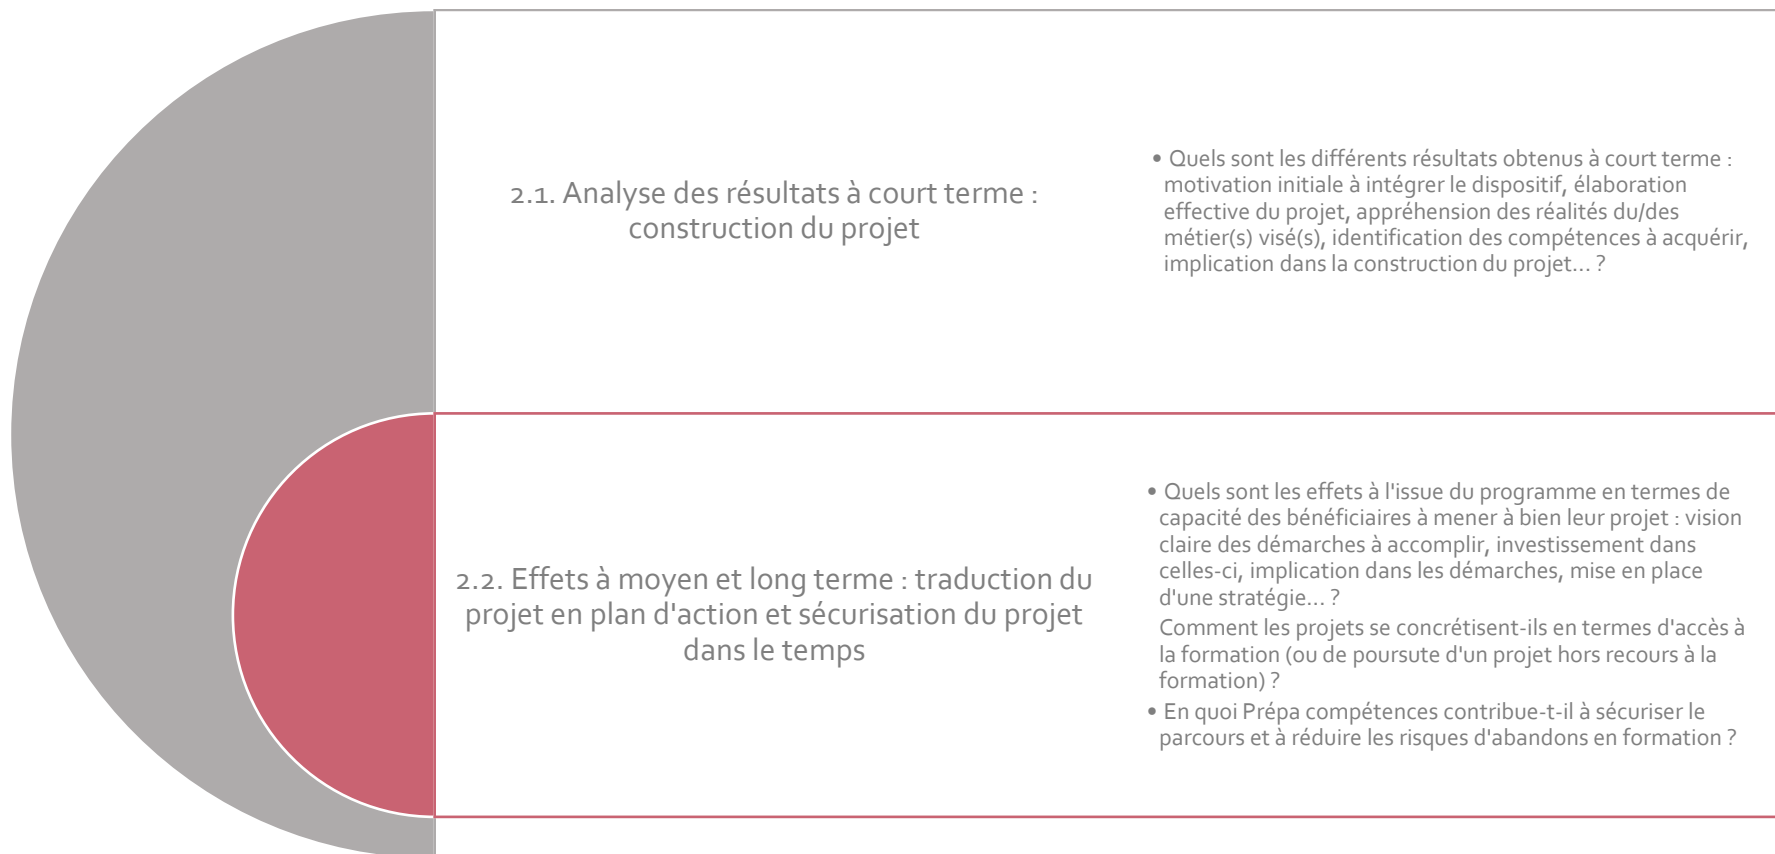 2.1. Analyse des résultats à court terme :
construction du projet
• Quels sont les différents résultats obtenus à court terme :
motivation initiale à intégrer le dispositif, élaboration
effective du projet, appréhension des réalités du/des
métier(s) visé(s), identification des compétences à acquérir,
implication dans la construction du projet... ?
2.2. Effets à moyen et long terme : traduction du
projet en plan d'action et sécurisation du projet
dans le temps
• Quels sont les effets à l'issue du programme en termes de
capacité des bénéficiaires à mener à bien leur projet : vision
claire des démarches à accomplir, investissement dans
celles-ci, implication dans les démarches, mise en place
d'une stratégie... ?
Comment les projets se concrétisent-ils en termes d'accès à
la formation (ou de poursute d'un projet hors recours à la
formation) ?
• En quoi Prépa compétences contribue-t-il à sécuriser le
parcours et à réduire les risques d'abandons en formation ?